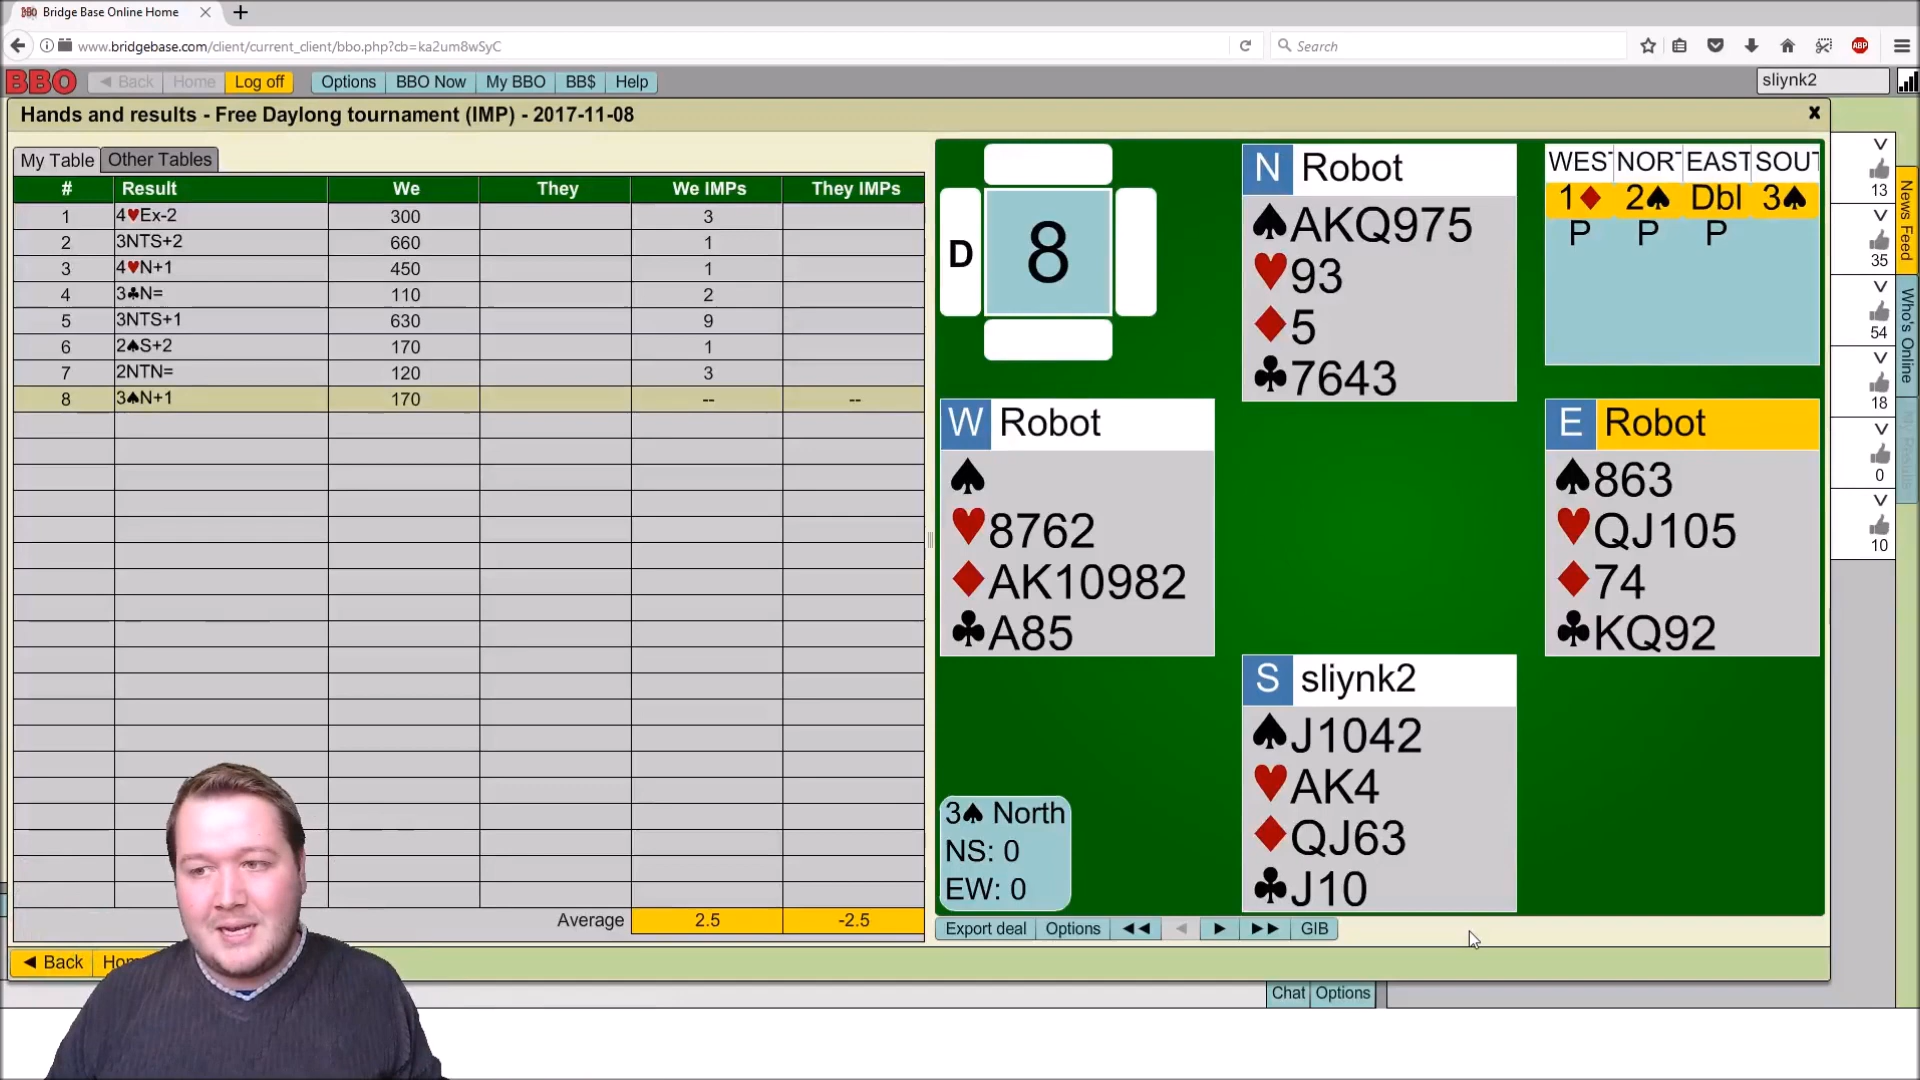 Bridge Base Online Home
www.bridgebase.com/client/current_client/bbo.php?cb=ka2um8wSyC
Search
ABP
BBO ◄ Back Home Log off Options BBO Now My BBO BB$ Help
sliynk2
Hands and results - Free Daylong tournament (IMP) - 2017-11-08 x
My Table Other Tables
# Result We They We IMPs They IMPs
1 4♥Ex-2 300 3
2 3NTS+2 660 1
3 4♥N+1 450 1
4 3♣N= 110 2
5 3NTS+1 630 9
6 2♠S+2 170 1
7 2NTN= 120 3
8 3♠N+1 170 -- --
Average 2.5 -2.5
D 8
N Robot
♠AKQ975
♥93
♦5
♣7643
WEST NORT EAST SOUT
1♦ 2♠ Dbl 3♠
P P P
W Robot
♠
♥8762
♦AK10982
♣A85
E Robot
♠863
♥QJ105
♦74
♣KQ92
S sliynk2
♠J1042
♥AK4
♦QJ63
♣J10
3♠ North
NS: 0
EW: 0
Export deal Options ◄◄ ◄ ► ►► GIB
◄ Back
Chat Options
13
35
54
18
0
10
News Feed
Who's Online